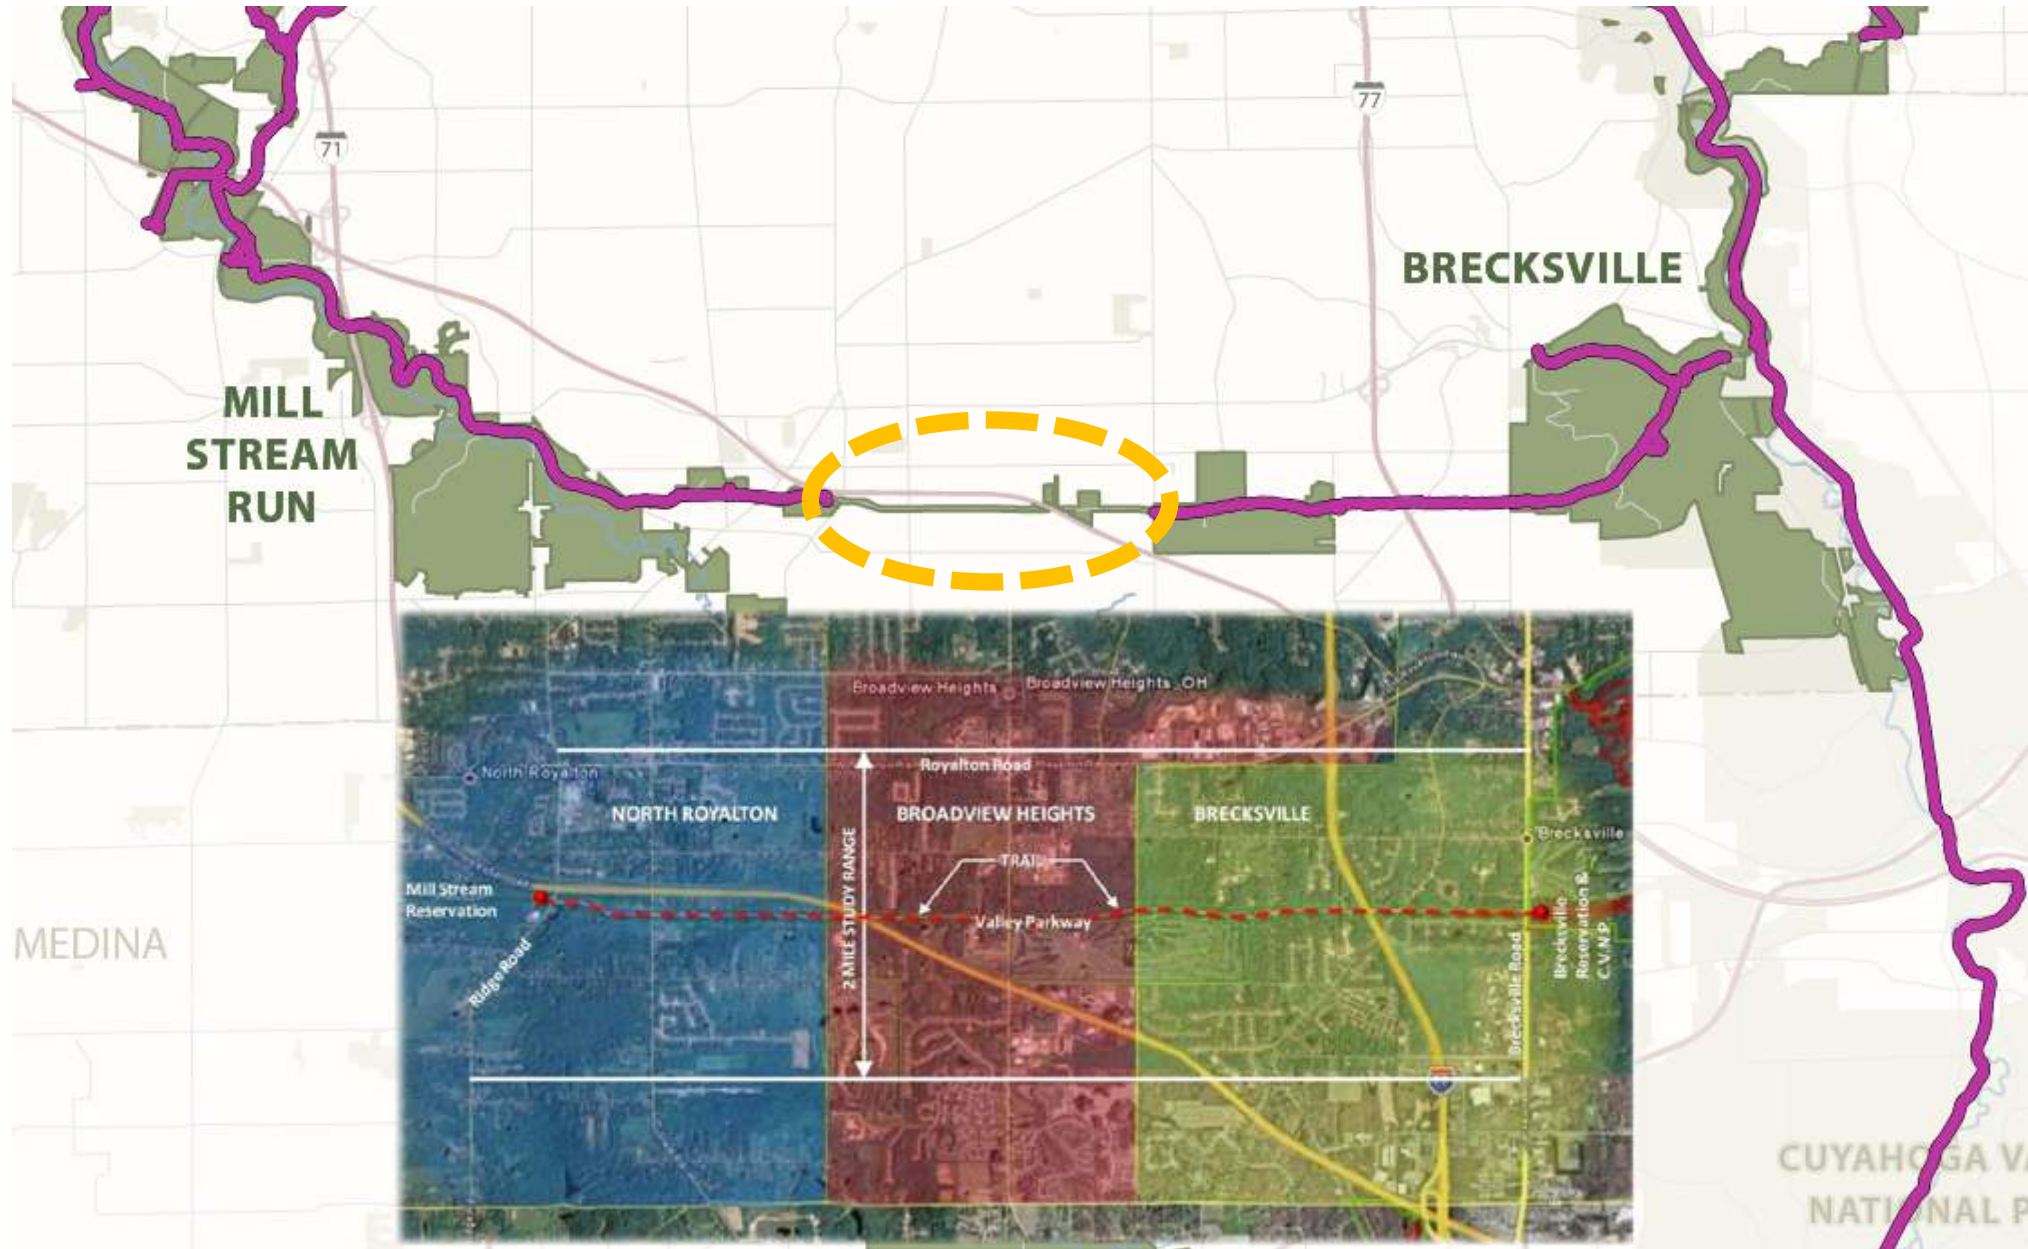 77
71
BRECKSVILLE
MILL
STREAM
RUN
Broadview Heights
Broadview Heights, OH
Royalton Road
North Royalton
NORTH ROYALTON
BROADVIEW HEIGHTS
BRECKSVILLE
Brecksville
2 MILE STUDY RANGE
TRAIL
Mill Stream
Reservation
Valley Parkway
Ridge Road
Brecksville Road
Brecksville
Reservation &
C.V.N.P.
MEDINA
CUYAHOGA VA
NATIONAL P